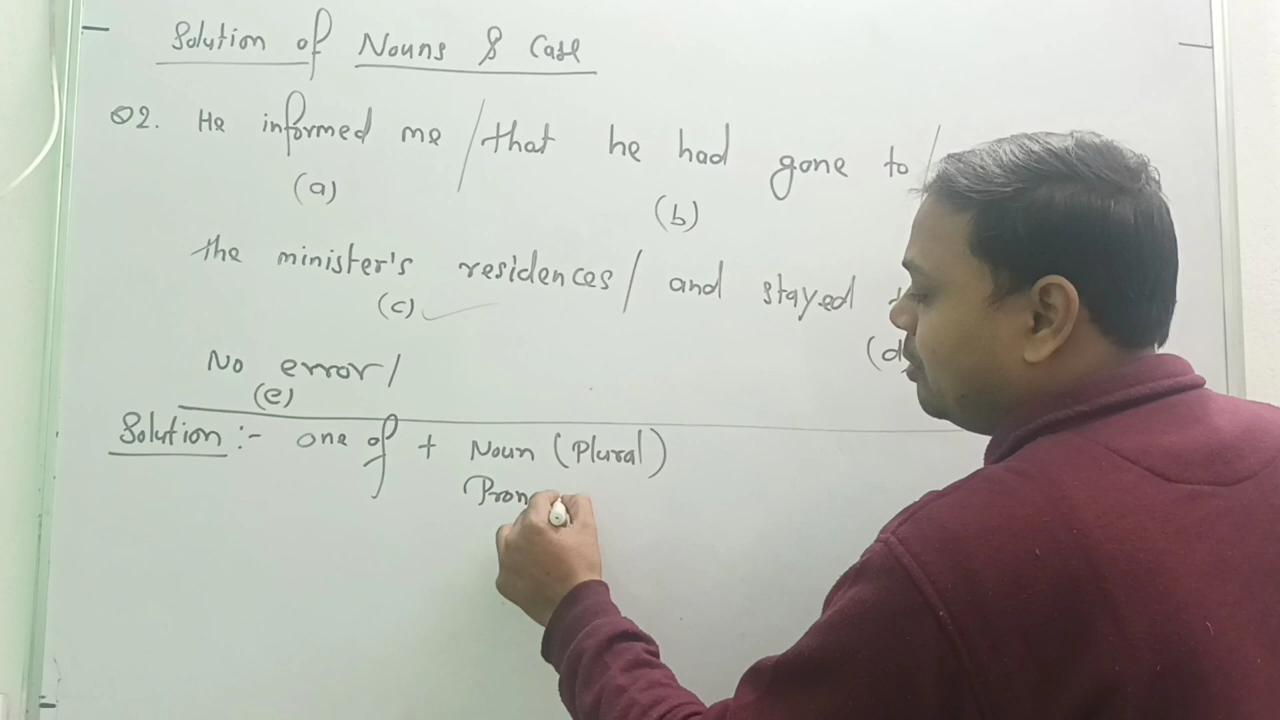 Solution of Nouns & Case
Q2. He informed me / that he had gone to /
(a) (b)
the minister's residences / and stayed
(c) (d)
No error /
(e)
Solution :- one of + Noun (Plural)
Pron